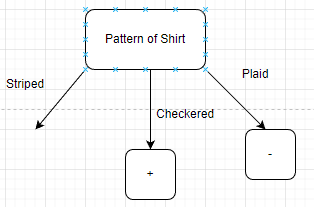 Pattern of Shirt
Striped
Plaid
Checkered
+
-